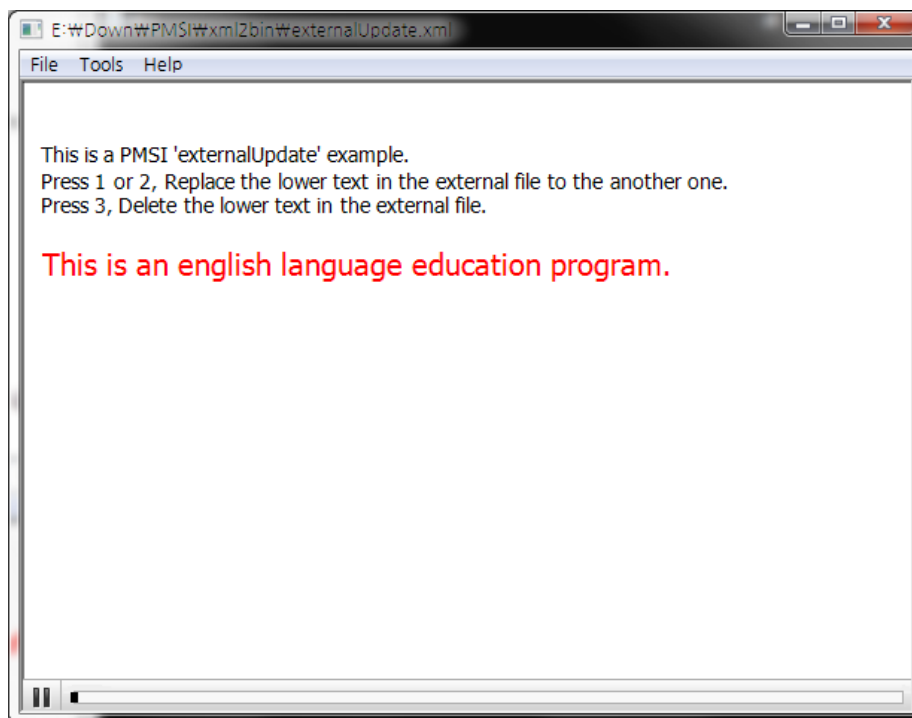 E:₩Down₩PMSI₩xml2bin₩externalUpdate.xml
File Tools Help
This is a PMSI 'externalUpdate' example.
Press 1 or 2, Replace the lower text in the external file to the another one.
Press 3, Delete the lower text in the external file.
This is an english language education program.